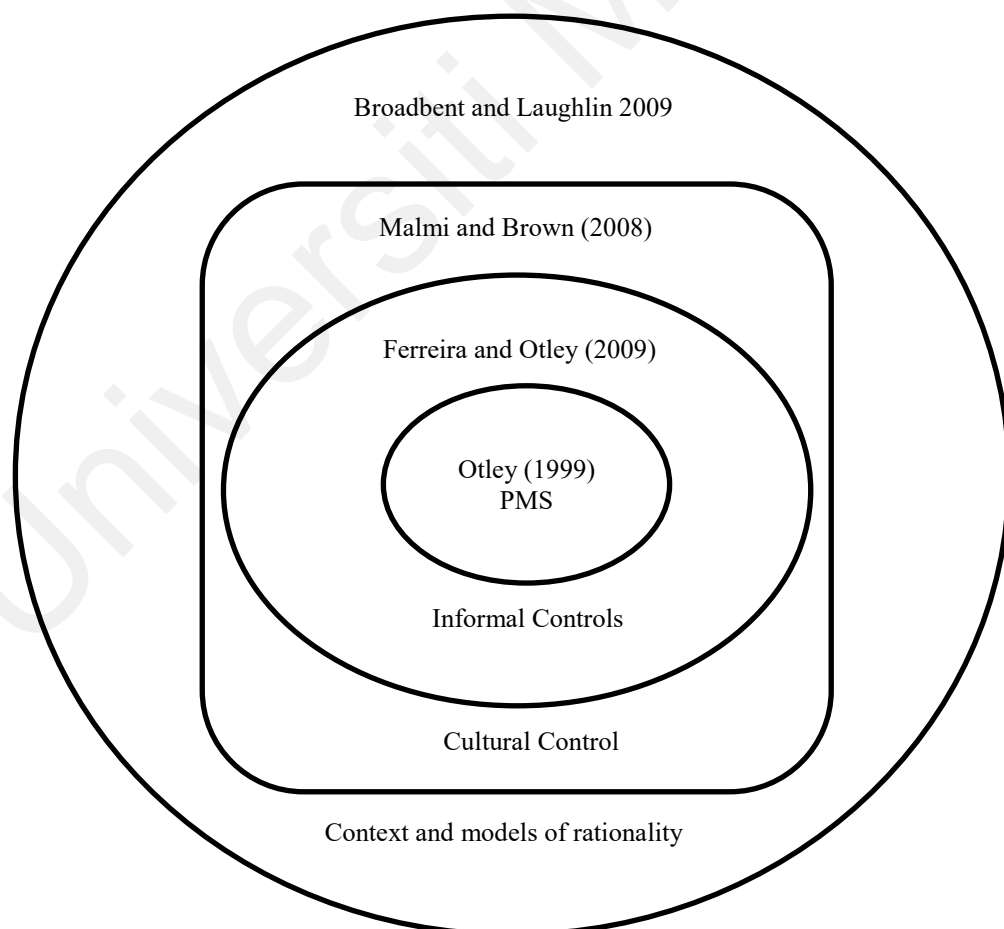 Broadbent and Laughlin 2009
Malmi and Brown (2008)
Ferreira and Otley (2009)
Otley (1999)
PMS
Informal Controls
Cultural Control
Context and models of rationality
Universiti M